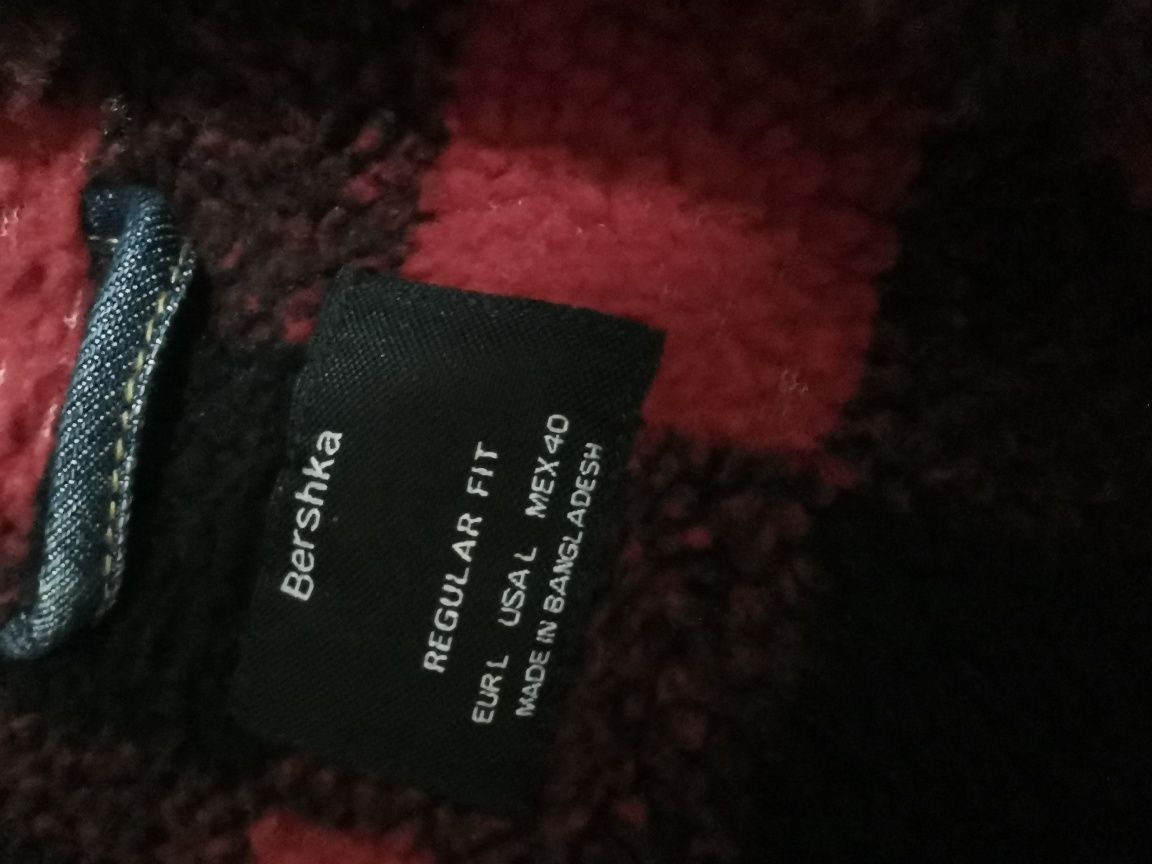 Bershka
REGULAR FIT
EUR L USA L MEX 40
MADE IN BANGLADESH